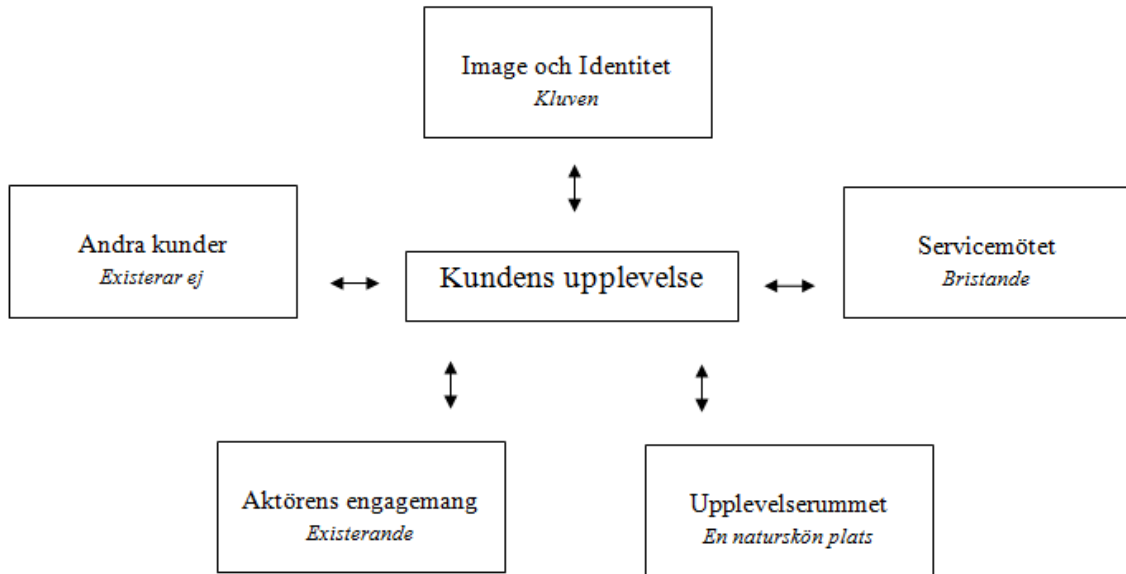 Image och Identitet
Kluven
Andra kunder
Existerar ej
Kundens upplevelse
Servicemötet
Bristande
Aktörens engagemang
Existerande
Upplevelserummet
En naturskön plats